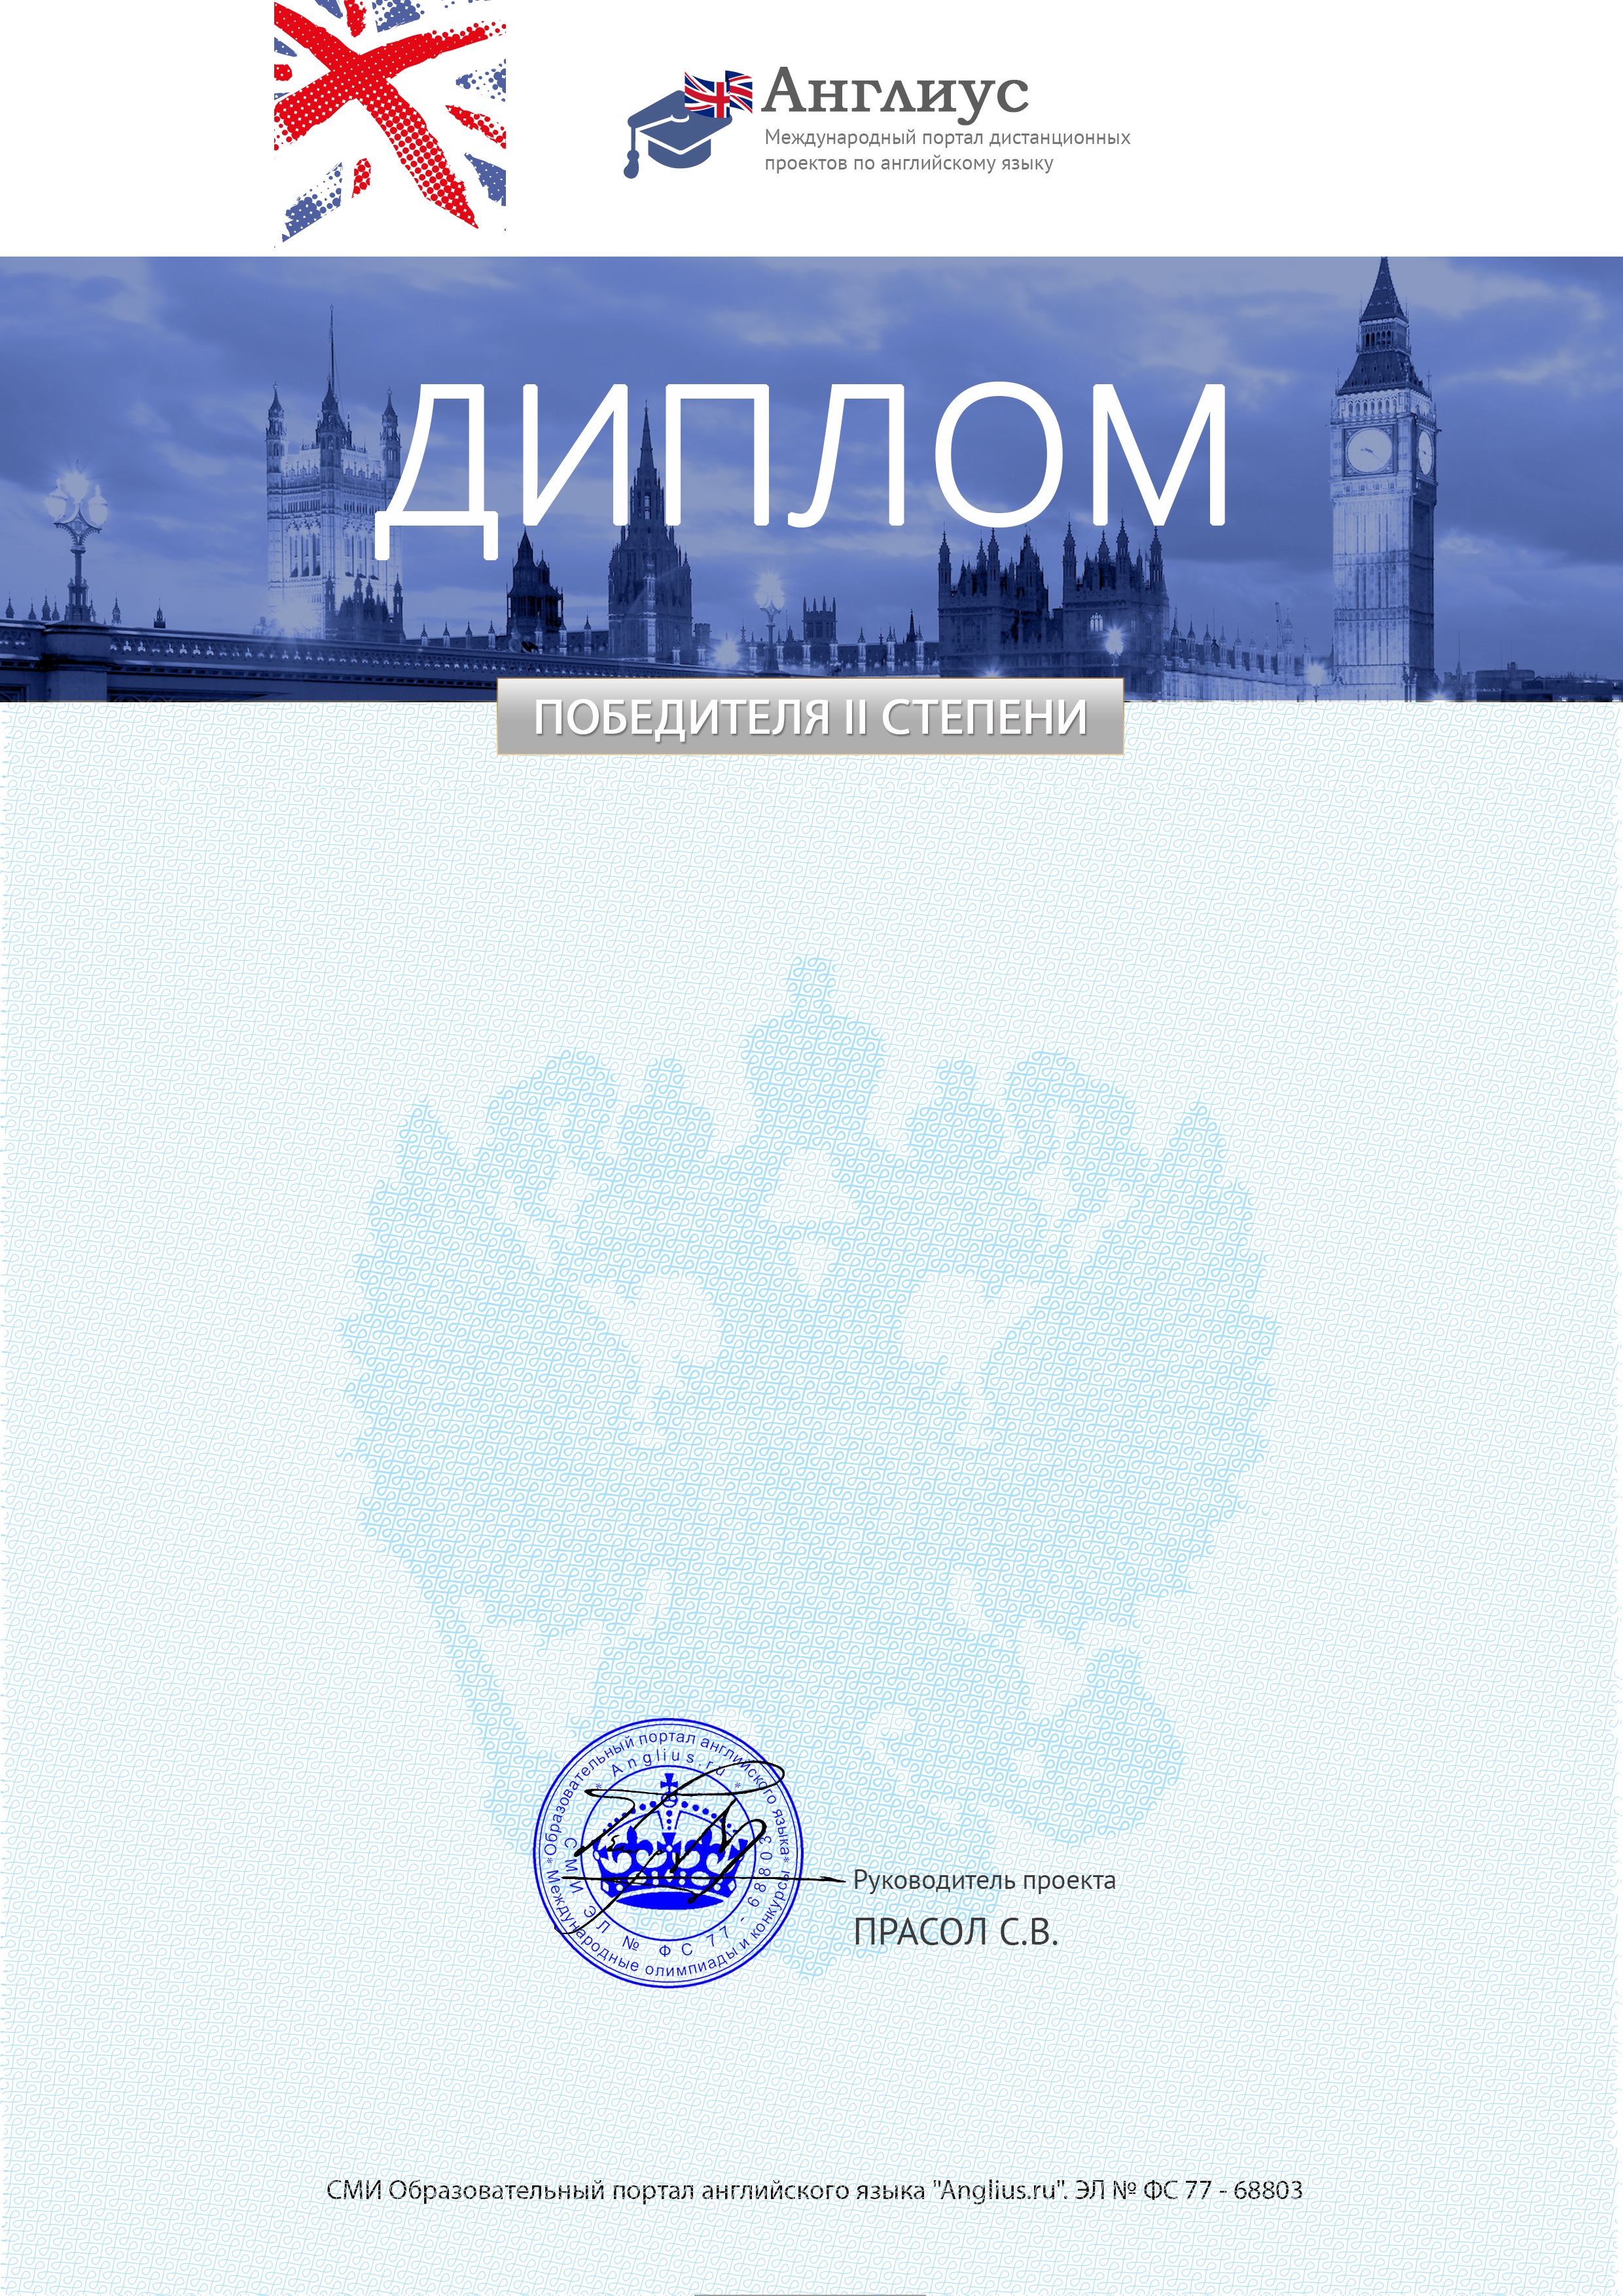 Англиус
Международный портал дистанционных
проектов по английскому языку
ДИПЛОМ
ПОБЕДИТЕЛЯ II СТЕПЕНИ
*Образовательный портал английского языка*
* Anglius.ru *
СМИ ЭЛ № ФС 77 - 68803
Международные олимпиады и конкурсы
Руководитель проекта
ПРАСОЛ С.В.
СМИ Образовательный портал английского языка "Anglius.ru". ЭЛ № ФС 77 - 68803